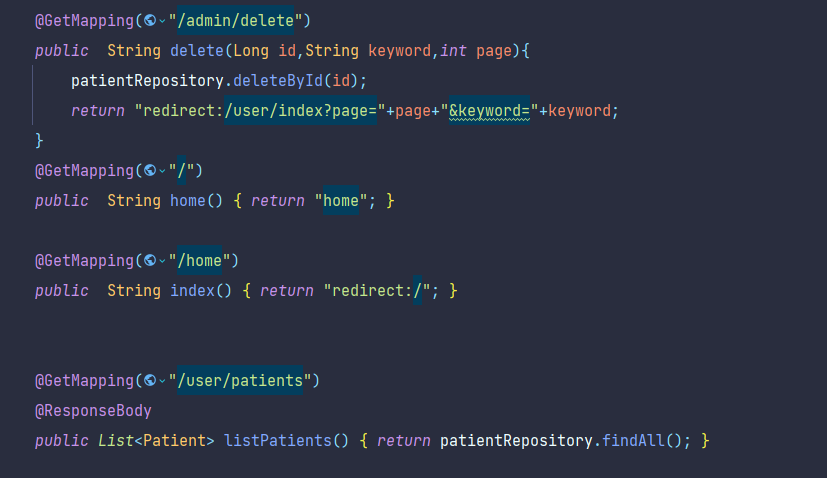 @GetMapping("/admin/delete")
public  String delete(Long id,String keyword,int page){
patientRepository.deleteById(id);
return "redirect:/user/index?page="+page+"&keyword="+keyword;
}
@GetMapping("/")
public  String home() { return "home"; }
@GetMapping("/home")
public  String index() { return "redirect:/"; }
@GetMapping("/user/patients")
@ResponseBody
public List<Patient> listPatients() { return patientRepository.findAll(); }